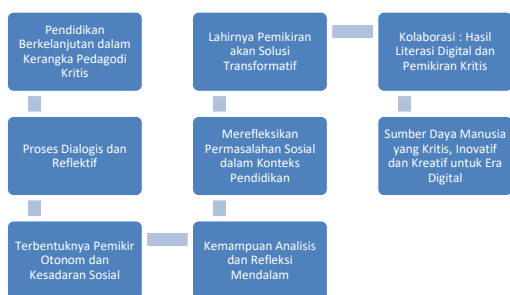 Pendidikan
Berkelanjutan dalam
Kerangka Pedagodi
Kritis
Proses Dialogis dan
Reflektif
Terbentuknya Pemikir
Otonom dan
Kesadaran Sosial
Kemampuan Analisis
dan Refleksi
Mendalam
Merefleksikan
Permasalahan Sosial
dalam Konteks
Pendidikan
Lahirnya Pemikiran
akan Solusi
Transformatif
Kolaborasi : Hasil
Literasi Digital dan
Pemikiran Kritis
Sumber Daya Manusia
yang Kritis, Inovatif
dan Kreatif untuk Era
Digital